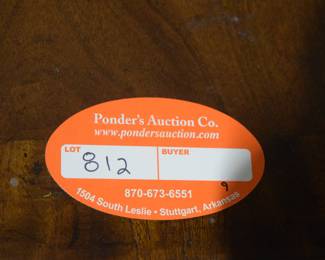 Ponder's Auction Co.
www.pondersauction.com
LOT BUYER
812
870-673-6551
9
1504 South Leslie • Stuttgart, Arkansas